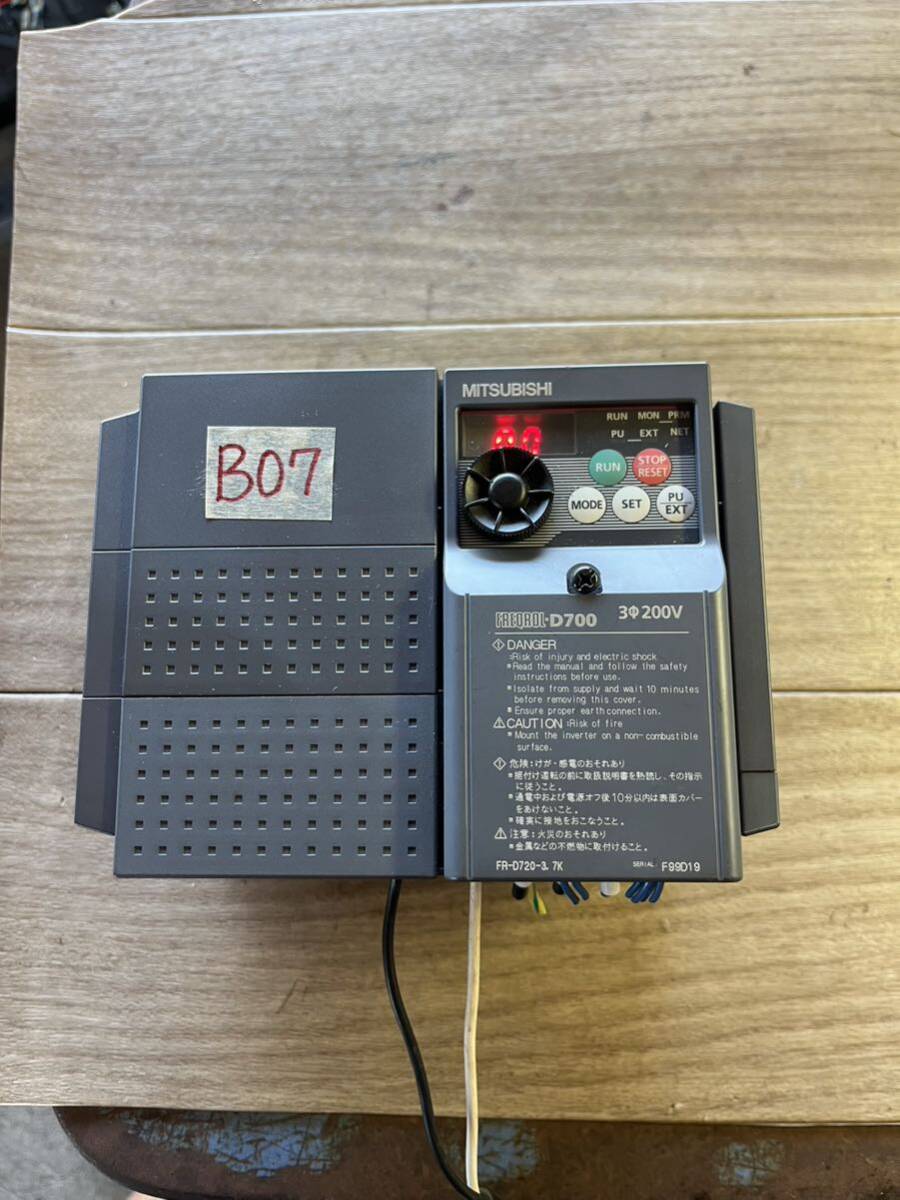 MITSUBISHI
RUN MON PRM
PU EXT NET
B07
RUN
STOP
RESET
MODE
SET
PU
EXT
FREQROL-D700 3Φ200V
DANGER
:Risk of injury and electric shock
•Read the manual and follow the safety
instructions before use.
•Isolate from supply and wait 10 minutes
before removing this cover.
•Ensure proper earth connection.
CAUTION :Risk of fire
•Mount the inverter on a non-combustible
surface.
危険:けが・感電のおそれあり
•据付け運転の前に取扱説明書を熟読し、その指示
に従うこと。
•通電中および電源オフ後10分以内は表面カバー
をあけないこと。
•確実に接地をおこなうこと。
注意:火災のおそれあり
•金属などの不燃物に取付けること。
FR-D720-3.7K SERIAL: F99D19